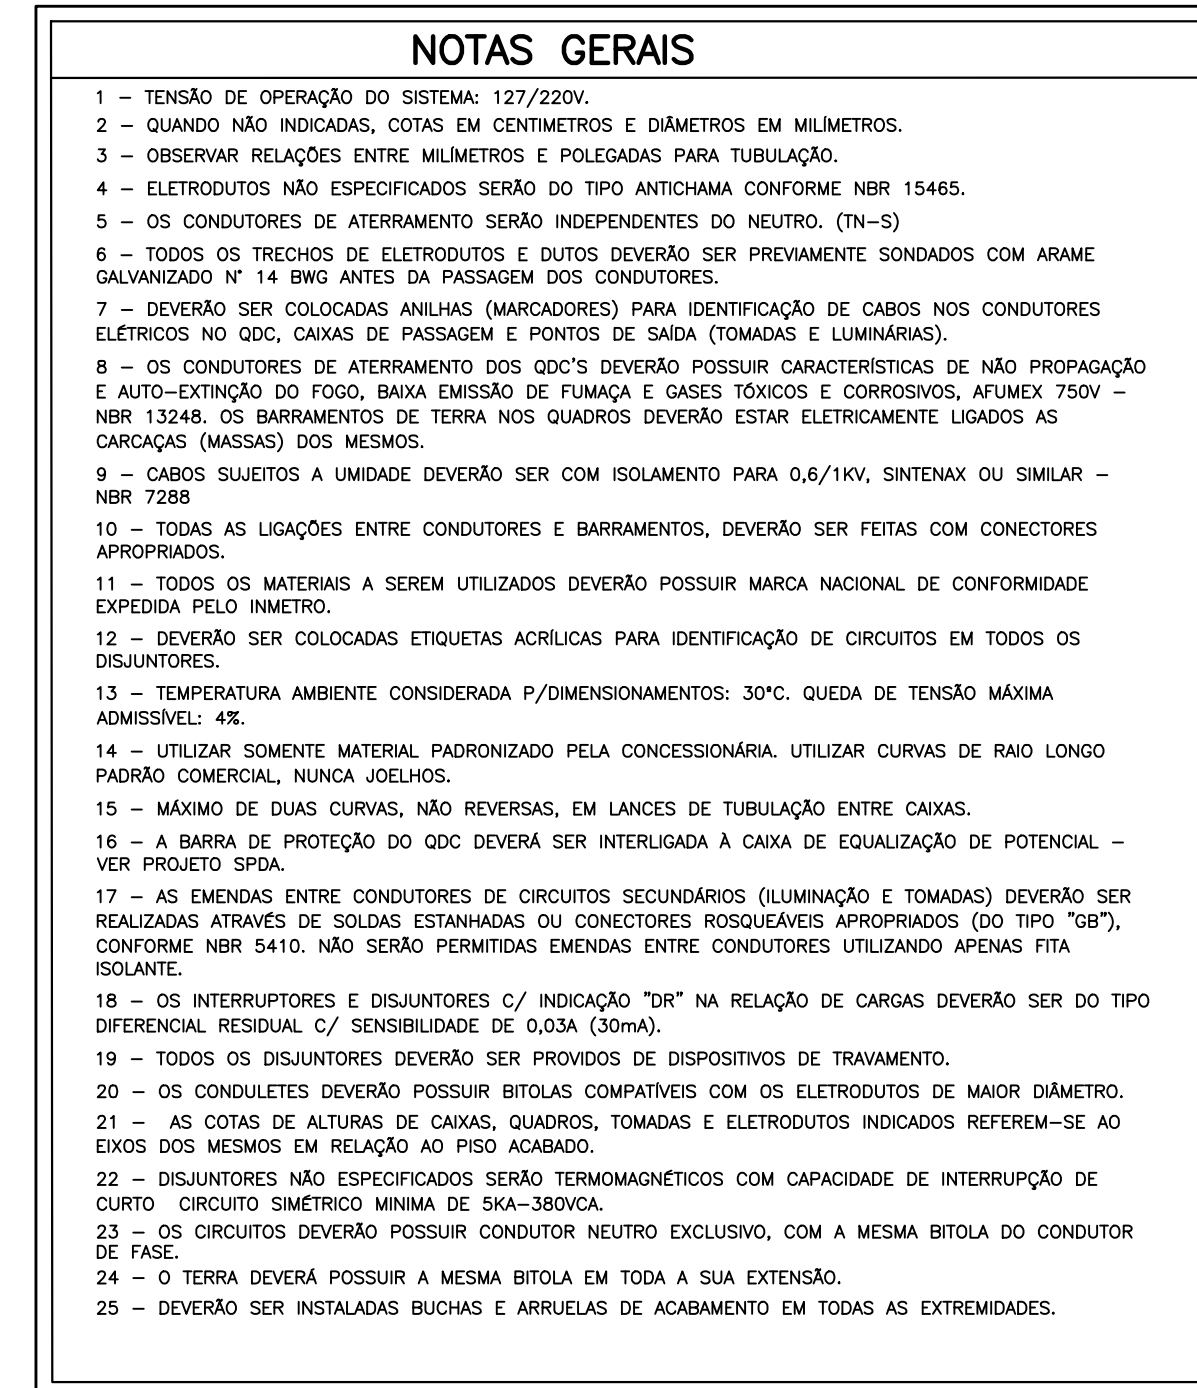 NOTAS GERAIS
1 – TENSÃO DE OPERAÇÃO DO SISTEMA: 127/220V.
2 – QUANDO NÃO INDICADAS, COTAS EM CENTIMETROS E DIÂMETROS EM MILÍMETROS.
3 – OBSERVAR RELAÇÕES ENTRE MILÍMETROS E POLEGADAS PARA TUBULAÇÃO.
4 – ELETRODUTOS NÃO ESPECIFICADOS SERÃO DO TIPO ANTICHAMA CONFORME NBR 15465.
5 – OS CONDUTORES DE ATERRAMENTO SERÃO INDEPENDENTES DO NEUTRO. (TN–S)
6 – TODOS OS TRECHOS DE ELETRODUTOS E DUTOS DEVERÃO SER PREVIAMENTE SONDADOS COM ARAME
GALVANIZADO N° 14 BWG ANTES DA PASSAGEM DOS CONDUTORES.
7 – DEVERÃO SER COLOCADAS ANILHAS (MARCADORES) PARA IDENTIFICAÇÃO DE CABOS NOS CONDUTORES
ELÉTRICOS NO QDC, CAIXAS DE PASSAGEM E PONTOS DE SAÍDA (TOMADAS E LUMINÁRIAS).
8 – OS CONDUTORES DE ATERRAMENTO DOS QDC'S DEVERÃO POSSUIR CARACTERÍSTICAS DE NÃO PROPAGAÇÃO
E AUTO–EXTINÇÃO DO FOGO, BAIXA EMISSÃO DE FUMAÇA E GASES TÓXICOS E CORROSIVOS, AFUMEX 750V –
NBR 13248. OS BARRAMENTOS DE TERRA NOS QUADROS DEVERÃO ESTAR ELETRICAMENTE LIGADOS AS
CARCAÇAS (MASSAS) DOS MESMOS.
9 – CABOS SUJEITOS A UMIDADE DEVERÃO SER COM ISOLAMENTO PARA 0,6/1KV, SINTENAX OU SIMILAR –
NBR 7288
10 – TODAS AS LIGAÇÕES ENTRE CONDUTORES E BARRAMENTOS, DEVERÃO SER FEITAS COM CONECTORES
APROPRIADOS.
11 – TODOS OS MATERIAIS A SEREM UTILIZADOS DEVERÃO POSSUIR MARCA NACIONAL DE CONFORMIDADE
EXPEDIDA PELO INMETRO.
12 – DEVERÃO SER COLOCADAS ETIQUETAS ACRÍLICAS PARA IDENTIFICAÇÃO DE CIRCUITOS EM TODOS OS
DISJUNTORES.
13 – TEMPERATURA AMBIENTE CONSIDERADA P/DIMENSIONAMENTOS: 30°C. QUEDA DE TENSÃO MÁXIMA
ADMISSÍVEL: 4%.
14 – UTILIZAR SOMENTE MATERIAL PADRONIZADO PELA CONCESSIONÁRIA. UTILIZAR CURVAS DE RAIO LONGO
PADRÃO COMERCIAL, NUNCA JOELHOS.
15 – MÁXIMO DE DUAS CURVAS, NÃO REVERSAS, EM LANCES DE TUBULAÇÃO ENTRE CAIXAS.
16 – A BARRA DE PROTEÇÃO DO QDC DEVERÁ SER INTERLIGADA À CAIXA DE EQUALIZAÇÃO DE POTENCIAL –
VER PROJETO SPDA.
17 – AS EMENDAS ENTRE CONDUTORES DE CIRCUITOS SECUNDÁRIOS (ILUMINAÇÃO E TOMADAS) DEVERÃO SER
REALIZADAS ATRAVÉS DE SOLDAS ESTANHADAS OU CONECTORES ROSQUEÁVEIS APROPRIADOS (DO TIPO "GB"),
CONFORME NBR 5410. NÃO SERÃO PERMITIDAS EMENDAS ENTRE CONDUTORES UTILIZANDO APENAS FITA
ISOLANTE.
18 – OS INTERRUPTORES E DISJUNTORES C/ INDICAÇÃO "DR" NA RELAÇÃO DE CARGAS DEVERÃO SER DO TIPO
DIFERENCIAL RESIDUAL C/ SENSIBILIDADE DE 0,03A (30mA).
19 – TODOS OS DISJUNTORES DEVERÃO SER PROVIDOS DE DISPOSITIVOS DE TRAVAMENTO.
20 – OS CONDULETES DEVERÃO POSSUIR BITOLAS COMPATÍVEIS COM OS ELETRODUTOS DE MAIOR DIÂMETRO.
21 – AS COTAS DE ALTURAS DE CAIXAS, QUADROS, TOMADAS E ELETRODUTOS INDICADOS REFEREM–SE AO
EIXOS DOS MESMOS EM RELAÇÃO AO PISO ACABADO.
22 – DISJUNTORES NÃO ESPECIFICADOS SERÃO TERMOMAGNÉTICOS COM CAPACIDADE DE INTERRUPÇÃO DE
CURTO CIRCUITO SIMÉTRICO MINIMA DE 5KA–380VCA.
23 – OS CIRCUITOS DEVERÃO POSSUIR CONDUTOR NEUTRO EXCLUSIVO, COM A MESMA BITOLA DO CONDUTOR
DE FASE.
24 – O TERRA DEVERÁ POSSUIR A MESMA BITOLA EM TODA A SUA EXTENSÃO.
25 – DEVERÃO SER INSTALADAS BUCHAS E ARRUELAS DE ACABAMENTO EM TODAS AS EXTREMIDADES.